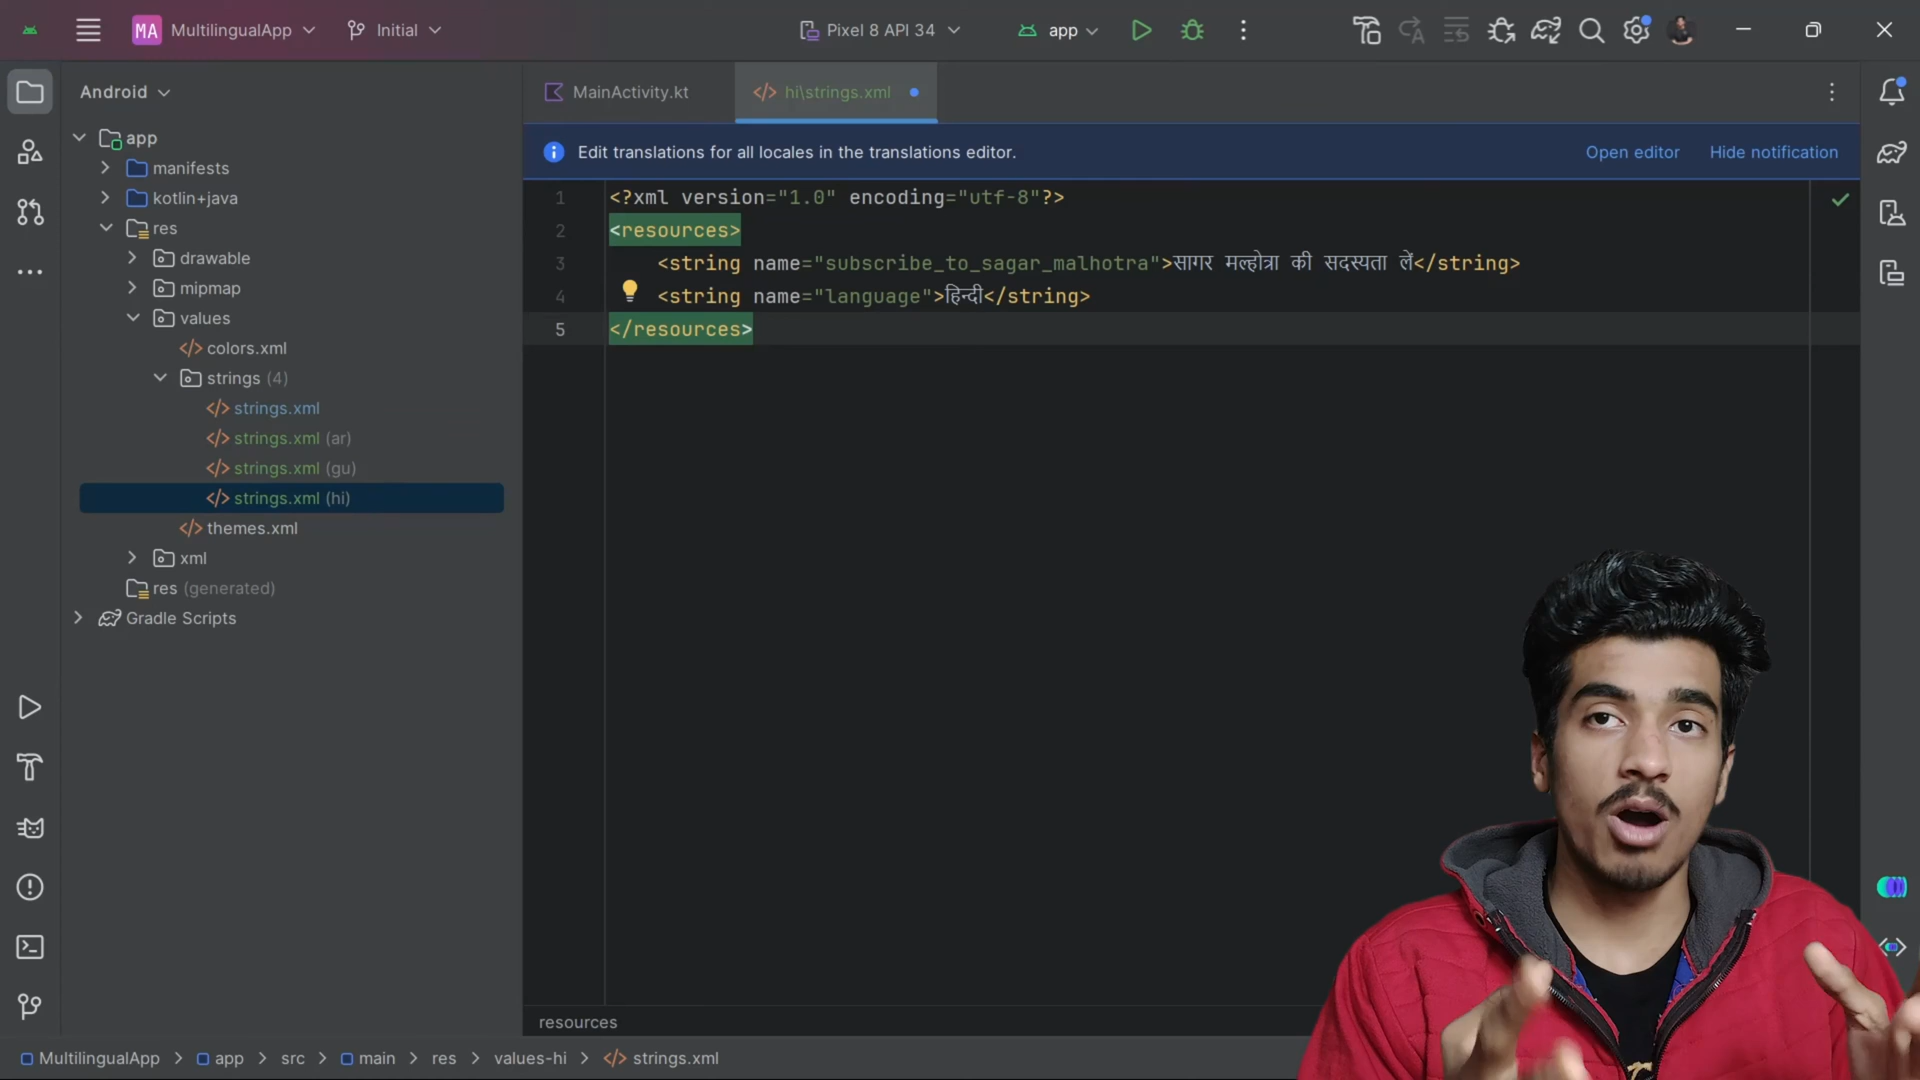 MA MultilingualApp Initial Pixel 8 API 34 app
Android
app
manifests
kotlin+java
res
drawable
mipmap
values
colors.xml
strings (4)
strings.xml
strings.xml (ar)
strings.xml (gu)
strings.xml (hi)
themes.xml
xml
res (generated)
Gradle Scripts
MainActivity.kt hi\strings.xml
Edit translations for all locales in the translations editor. Open editor Hide notification
1 <?xml version="1.0" encoding="utf-8"?>
2 <resources>
3 <string name="subscribe_to_sagar_malhotra">सागर मल्होत्रा की सदस्यता लें</string>
4 <string name="language">हिन्दी</string>
5 </resources>
resources
MultilingualApp > app > src > main > res > values-hi > strings.xml